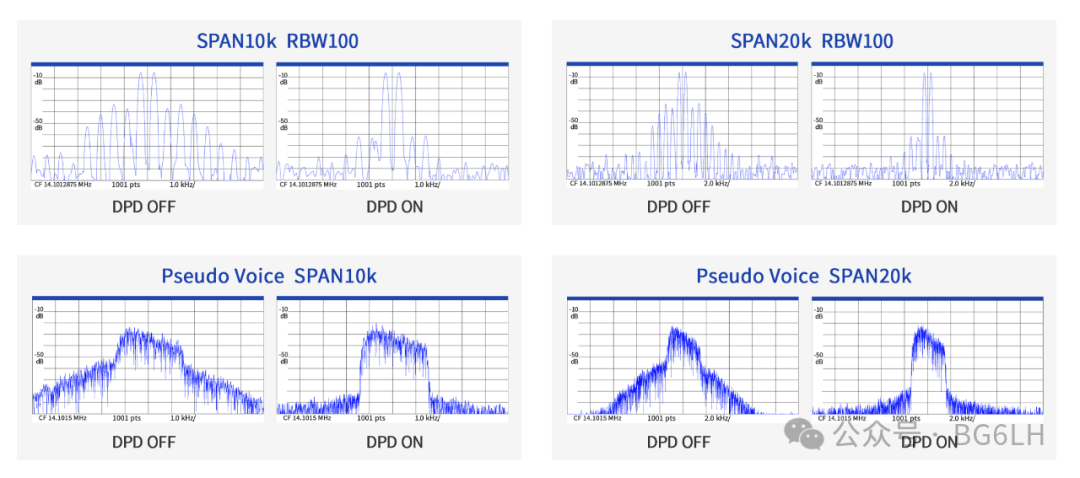 SPAN10k RBW100
SPAN20k RBW100
-10
dB
-50
dB
CF 14.1012875 MHz 1001 pts 1.0 kHz/
-10
dB
-50
dB
CF 14.1012875 MHz 1001 pts 1.0 kHz/
-10
dB
-50
dB
CF 14.1012875 MHz 1001 pts 2.0 kHz/
-10
dB
-50
dB
CF 14.1012875 MHz 1001 pts 2.0 kHz/
DPD OFF
DPD ON
DPD OFF
DPD ON
Pseudo Voice SPAN10k
Pseudo Voice SPAN20k
-10
dB
-50
dB
CF 14.1015 MHz 1001 pts 1.0 kHz/
-10
dB
-50
dB
CF 14.1015 MHz 1001 pts 1.0 kHz/
-10
dB
-50
dB
CF 14.1015 MHz 1001 pts 2.0 kHz/
-10
dB
-50
dB
CF 14.1015 MHz 1001 pts 2.0 kHz/
DPD OFF
DPD ON
DPD OFF
DPD ON
公众号 · BG6LH